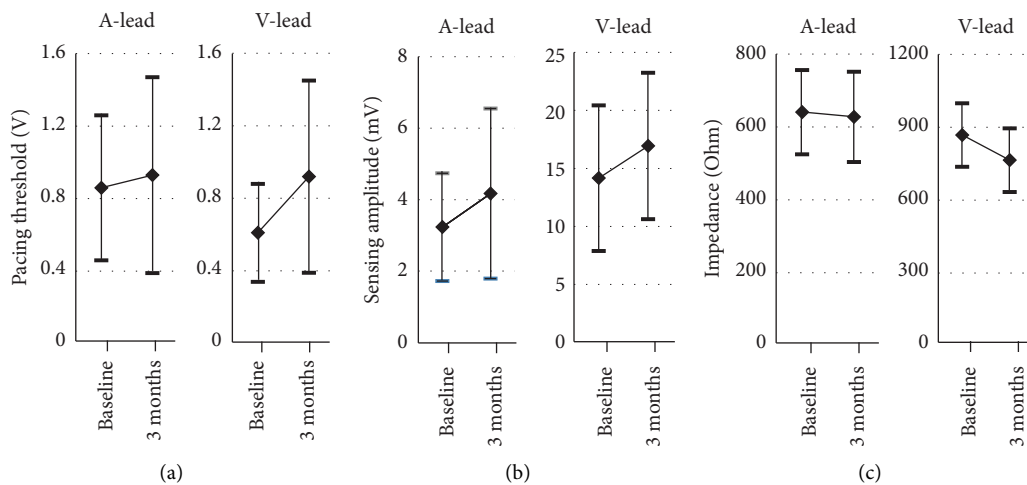 A-lead
V-lead
Pacing threshold (V)
1.6
1.2
0.8
0.4
0
1.6
1.2
0.8
0.4
0
Baseline
3 months
Baseline
3 months
(a)
A-lead
V-lead
Sensing amplitude (mV)
8
6
4
2
0
25
20
15
10
5
0
Baseline
3 months
Baseline
3 months
(b)
A-lead
V-lead
Impedance (Ohm)
800
600
400
200
0
1200
900
600
300
0
Baseline
3 months
Baseline
3 months
(c)